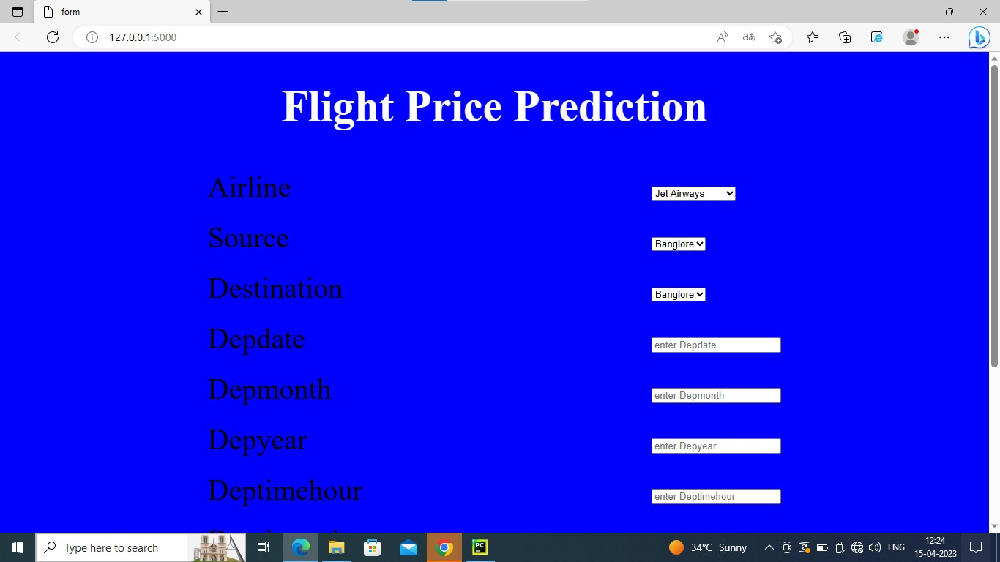 form
127.0.0.1:5000
Flight Price Prediction
Airline
Jet Airways
Source
Banglore
Destination
Banglore
Depdate
enter Depdate
Depmonth
enter Depmonth
Depyear
enter Depyear
Deptimehour
enter Deptimehour
Type here to search
PC
34°C Sunny
ENG
12:24
15-04-2023